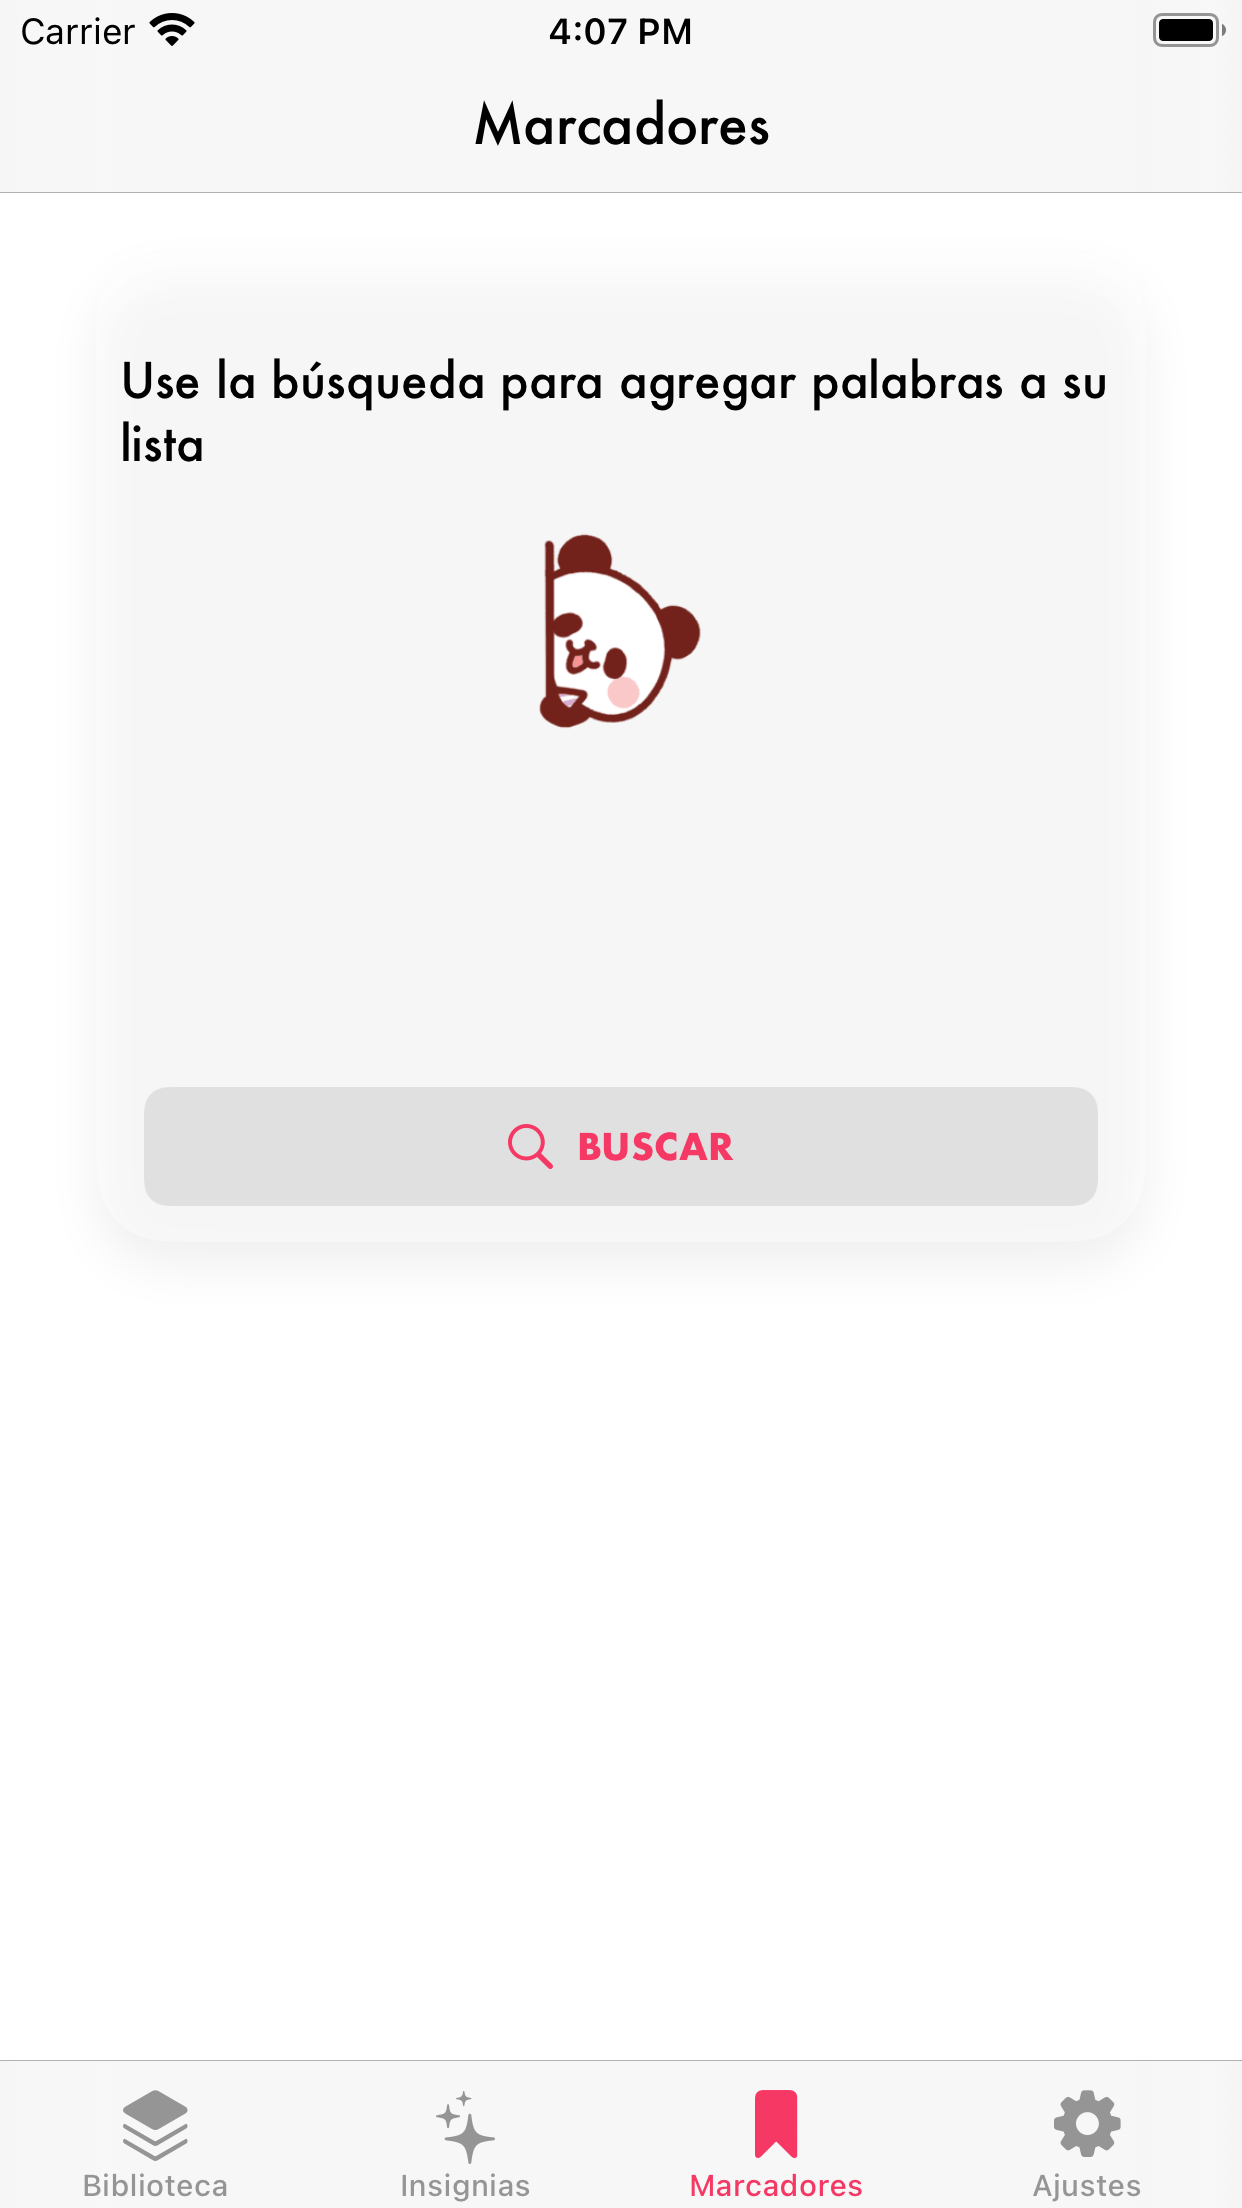 Carrier 4:07 PM
Marcadores
Use la búsqueda para agregar palabras a su
lista
BUSCAR
Biblioteca Insignias Marcadores Ajustes